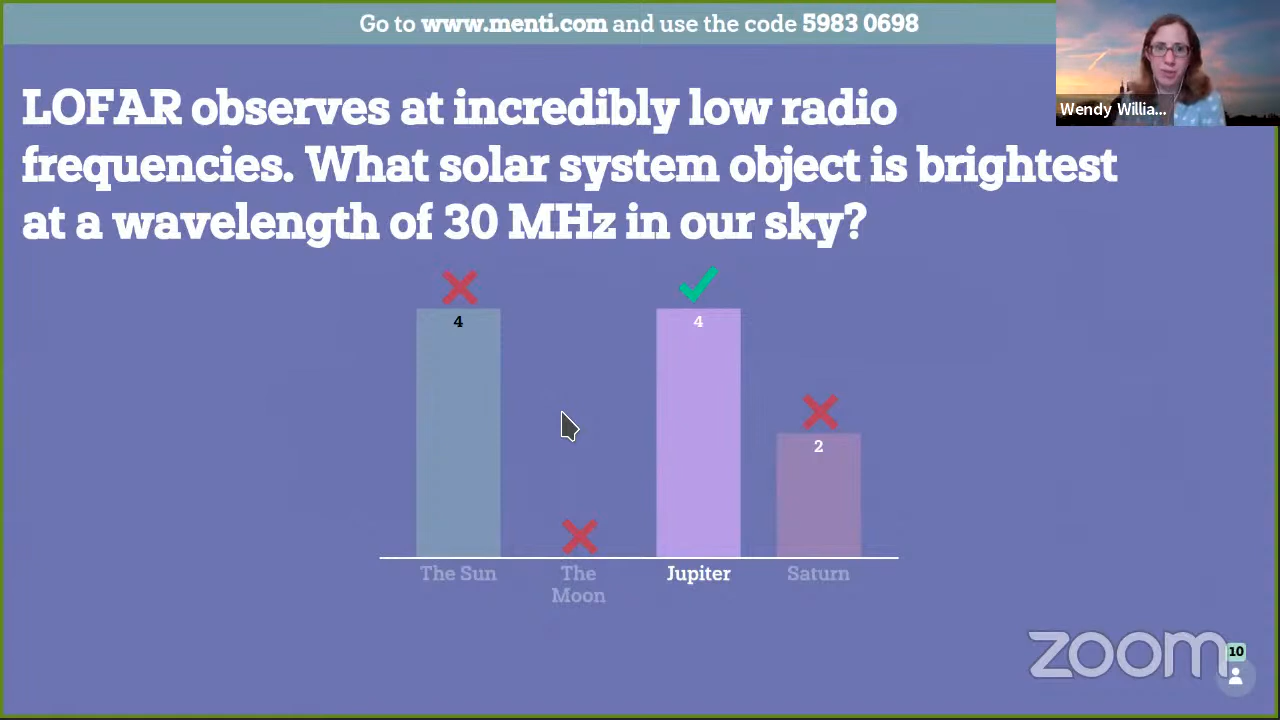 Go to www.menti.com and use the code 5983 0698
Wendy Willia...
LOFAR observes at incredibly low radio
frequencies. What solar system object is brightest
at a wavelength of 30 MHz in our sky?
4
4
2
The Sun
The
Moon
Jupiter
Saturn
zoom
10